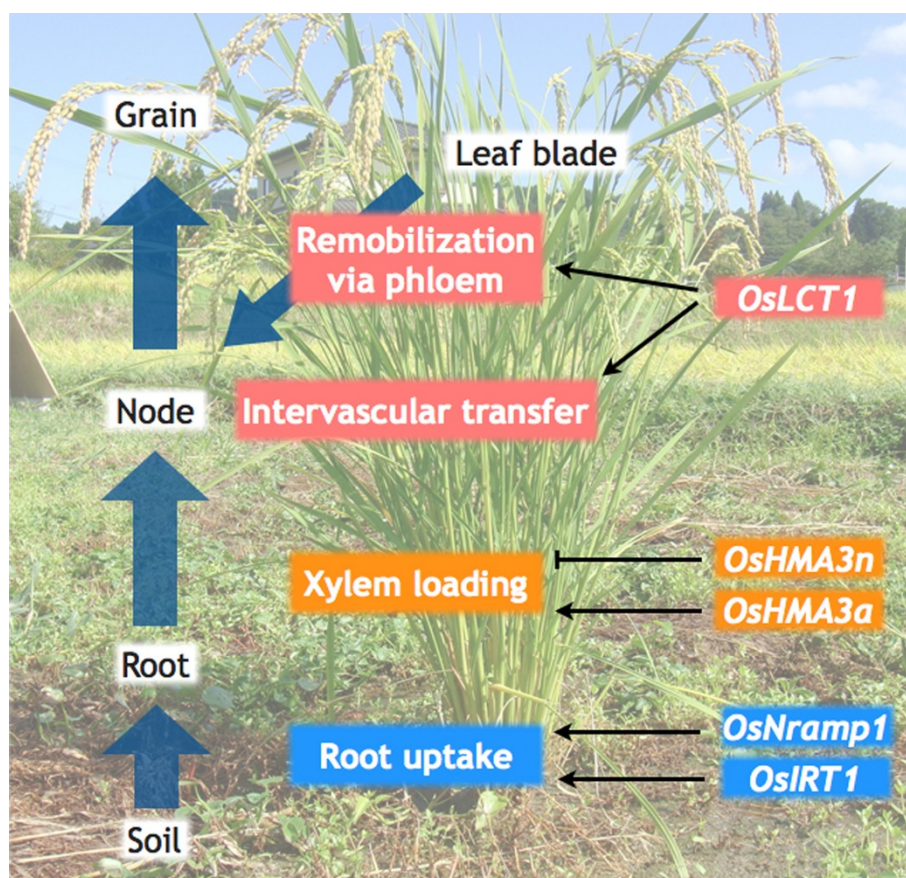 Grain
Leaf blade
Remobilization
via phloem
OsLCT1
Node
Intervascular transfer
Xylem loading
OsHMA3n
OsHMA3a
Root
Root uptake
OsNramp1
OsIRT1
Soil